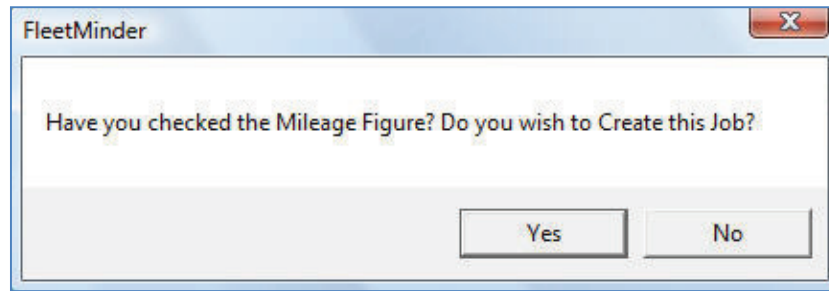 FleetMinder
Have you checked the Mileage Figure? Do you wish to Create this Job?
Yes
No